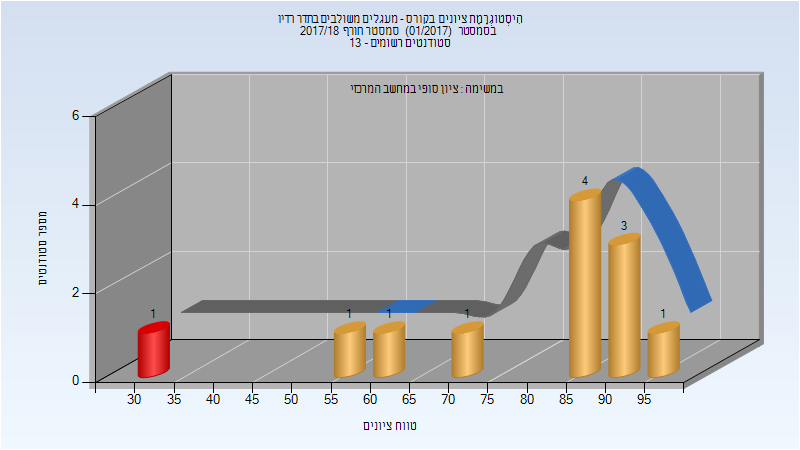 היסטוגרמת ציונים בקורס - מעגלים משולבים בתדר רדיו
בסמסטר (01/2017) סמסטר חורף 2017/18
סטודנטים רשומים - 13
במשימה : ציון סופי במחשב המרכזי
מספר סטודנטים
6
4
2
0
1
1
1
1
4
3
1
30 35 40 45 50 55 60 65 70 75 80 85 90 95
טווח ציונים